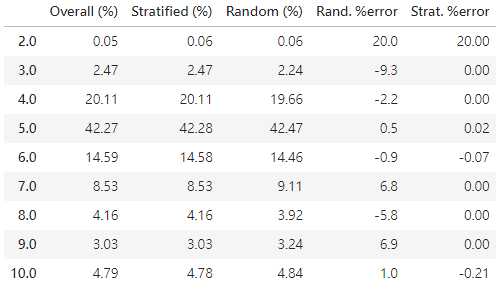 Overall (%) Stratified (%) Random (%) Rand. %error Strat. %error
2.0 0.05 0.06 0.06 20.0 20.00
3.0 2.47 2.47 2.24 -9.3 0.00
4.0 20.11 20.11 19.66 -2.2 0.00
5.0 42.27 42.28 42.47 0.5 0.02
6.0 14.59 14.58 14.46 -0.9 -0.07
7.0 8.53 8.53 9.11 6.8 0.00
8.0 4.16 4.16 3.92 -5.8 0.00
9.0 3.03 3.03 3.24 6.9 0.00
10.0 4.79 4.78 4.84 1.0 -0.21